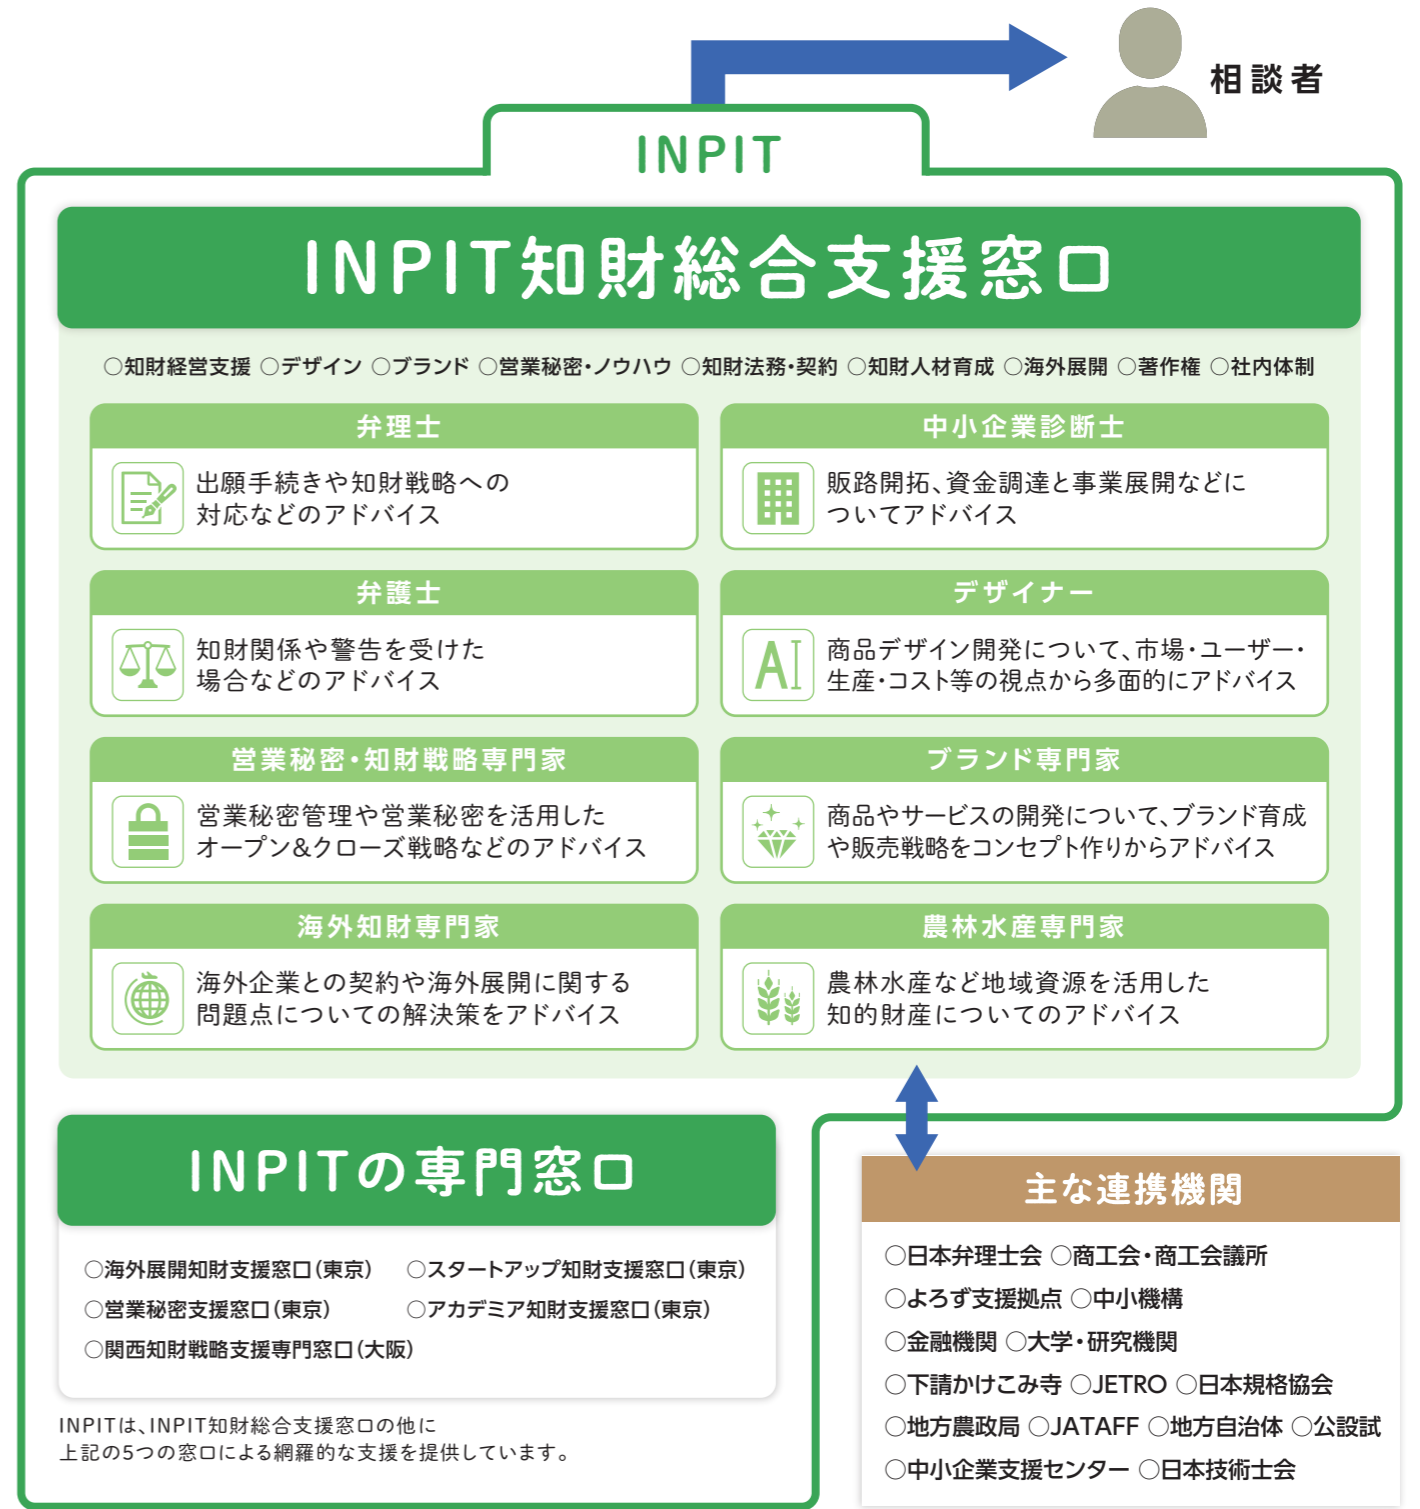 相談者
INPIT
INPIT知財総合支援窓口
○知財経営支援 ○デザイン ○ブランド ○営業秘密・ノウハウ ○知財法務・契約 ○知財人材育成 ○海外展開 ○著作権 ○社内体制
弁理士
出願手続きや知財戦略への
対応などのアドバイス
中小企業診断士
販路開拓、資金調達と事業展開などに
ついてアドバイス
弁護士
知財関係や警告を受けた
場合などのアドバイス
デザイナー
商品デザイン開発について、市場・ユーザー・
生産・コスト等の視点から多面的にアドバイス
営業秘密・知財戦略専門家
営業秘密管理や営業秘密を活用した
オープン&クローズ戦略などのアドバイス
ブランド専門家
商品やサービスの開発について、ブランド育成
や販売戦略をコンセプト作りからアドバイス
海外知財専門家
海外企業との契約や海外展開に関する
問題点についての解決策をアドバイス
農林水産専門家
農林水産など地域資源を活用した
知的財産についてのアドバイス
INPITの専門窓口
○海外展開知財支援窓口(東京) ○スタートアップ知財支援窓口(東京)
○営業秘密支援窓口(東京) ○アカデミア知財支援窓口(東京)
○関西知財戦略支援専門窓口(大阪)
INPITは、INPIT知財総合支援窓口の他に
上記の5つの窓口による網羅的な支援を提供しています。
主な連携機関
○日本弁理士会 ○商工会・商工会議所
○よろず支援拠点 ○中小機構
○金融機関 ○大学・研究機関
○下請かけこみ寺 ○JETRO ○日本規格協会
○地方農政局 ○JATAFF ○地方自治体 ○公設試
○中小企業支援センター ○日本技術士会